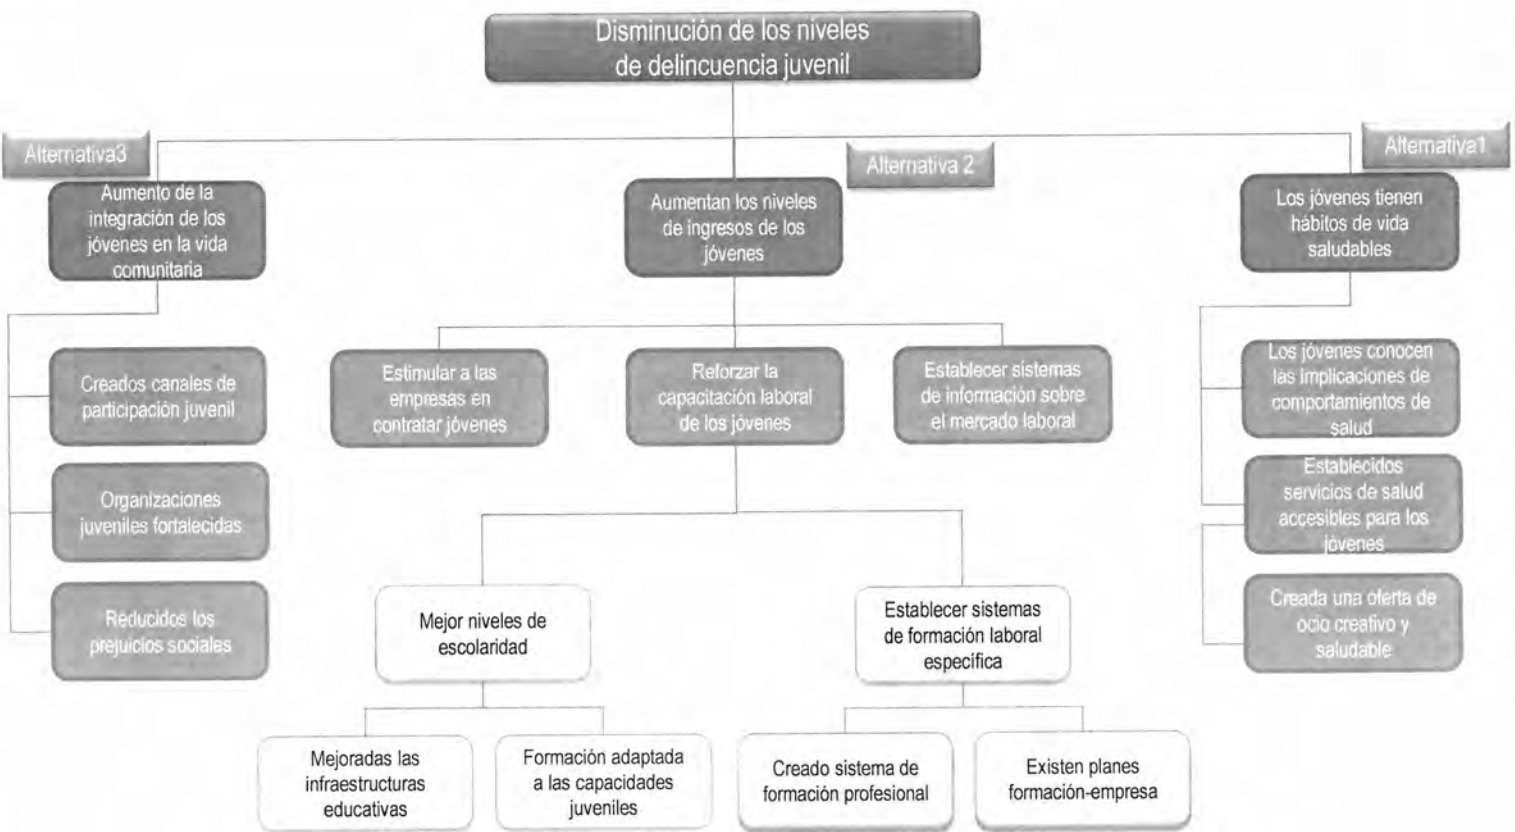 Disminución de los niveles
de delincuencia juvenil
Alternativa3
Alternativa 2
Alternativa1
Aumento de la
integración de los
jóvenes en la vida
comunitaria
Aumentan los niveles
de ingresos de los
jóvenes
Los jóvenes tienen
hábitos de vida
saludables
Creados canales de
participación juvenil
Organizaciones
juveniles fortalecidas
Reducidos los
prejuicios sociales
Estimular a las
empresas en
contratar jóvenes
Reforzar la
capacitación laboral
de los jóvenes
Establecer sistemas
de información sobre
el mercado laboral
Los jóvenes conocen
las implicaciones de
comportamientos de
salud
Establecidos
servicios de salud
accesibles para los
jóvenes
Creada una oferta de
ocio creativo y
saludable
Mejor niveles de
escolaridad
Establecer sistemas
de formación laboral
especifica
Mejoradas las
infraestructuras
educativas
Formación adaptada
a las capacidades
juveniles
Creado sistema de
formación profesional
Existen planes
formación-empresa